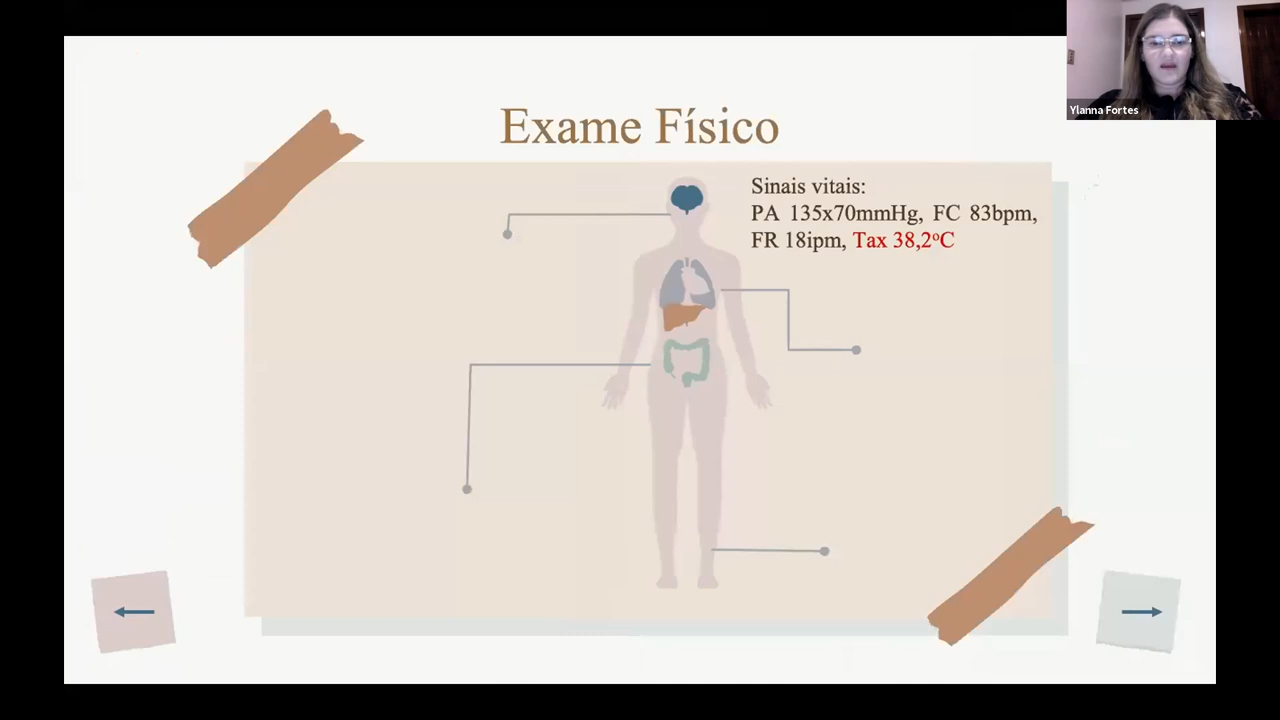 Ylanna Fortes
Exame Físico
Sinais vitais:
PA 135x70mmHg, FC 83bpm,
FR 18ipm, Tax 38,2ºC